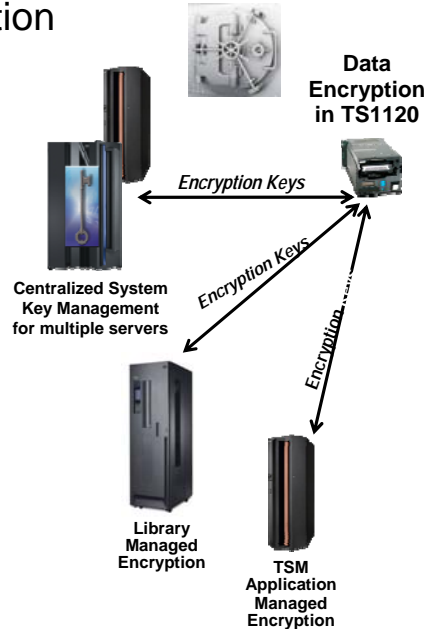 tion
Data
Encryption
in TS1120
Encryption Keys
Encryption Keys
Encryption
Centralized System
Key Management
for multiple servers
Library
Managed
Encryption
TSM
Application
Managed
Encryption